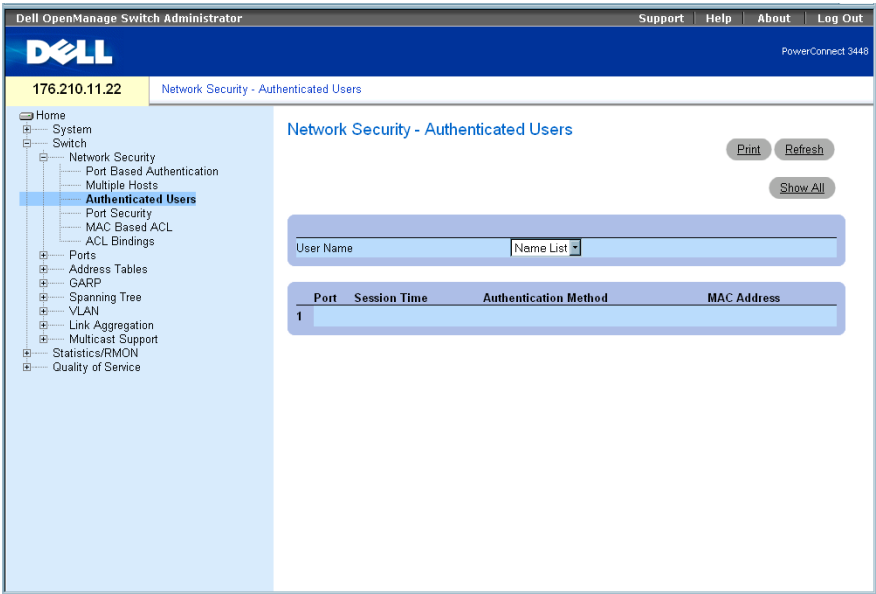 Dell OpenManage Switch Administrator
Support Help About Log Out
DELL
PowerConnect 3448
176.210.11.22
Network Security - Authenticated Users
Home
System
Switch
Network Security
Port Based Authentication
Multiple Hosts
Authenticated Users
Port Security
MAC Based ACL
ACL Bindings
Ports
Address Tables
GARP
Spanning Tree
VLAN
Link Aggregation
Multicast Support
Statistics/RMON
Quality of Service
Network Security - Authenticated Users
Print Refresh
Show All
User Name Name List
Port Session Time Authentication Method MAC Address
1